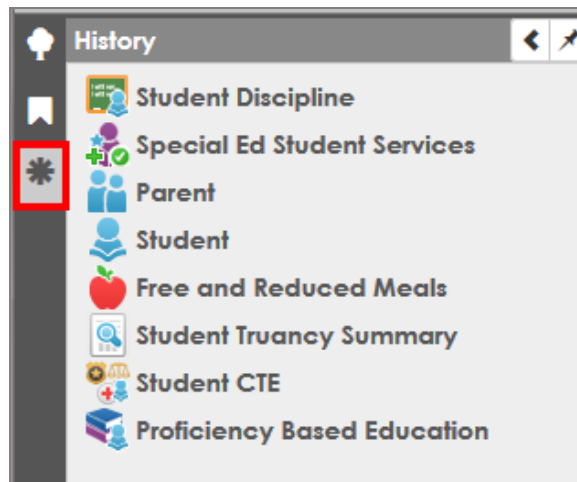 History
Student Discipline
Special Ed Student Services
Parent
Student
Free and Reduced Meals
Student Truancy Summary
Student CTE
Proficiency Based Education